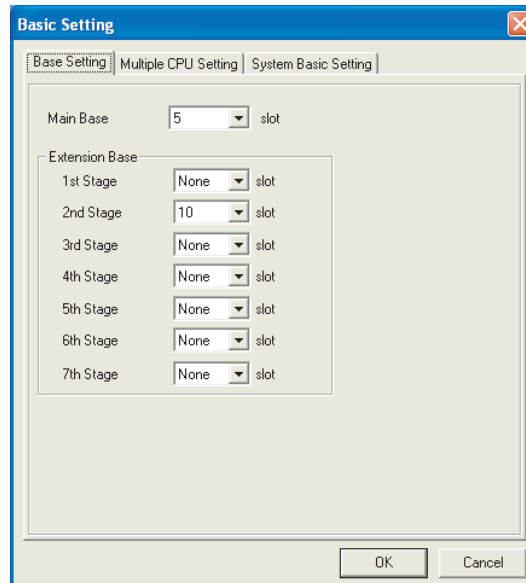 Basic Setting
Base Setting Multiple CPU Setting System Basic Setting
Main Base 5 slot
Extension Base
1st Stage None slot
2nd Stage 10 slot
3rd Stage None slot
4th Stage None slot
5th Stage None slot
6th Stage None slot
7th Stage None slot
OK Cancel